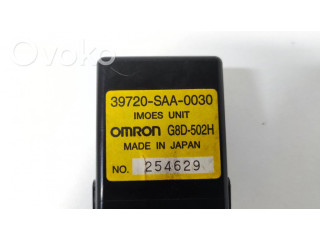 OVOKO
39720-SAA-0030
IMOES UNIT
OMRON G8D-502H
MADE IN JAPAN
NO. 254629